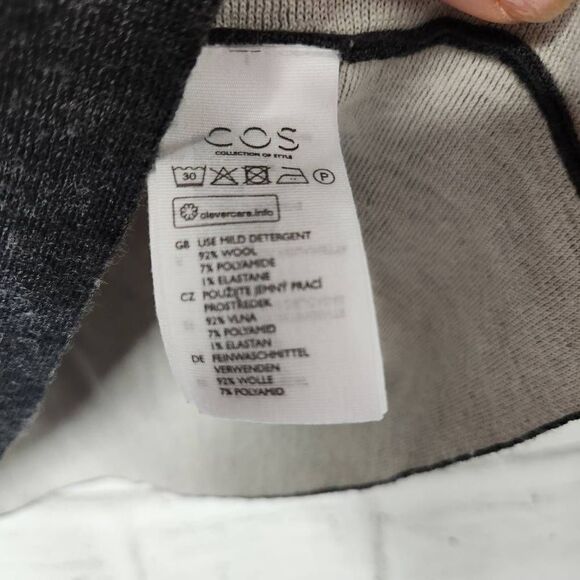 COS
COLLECTION OF STYLE
30 P
clevercare.info
GB USE MILD DETERGENT
92% WOOL
7% POLYAMIDE
1% ELASTANE
CZ POUŽIJTE JEMNÝ PRACÍ
PROSTŘEDEK
92% VLNA
7% POLYAMID
1% ELASTAN
DE FEINWASCHMITTEL
VERWENDEN
92% WOLLE
7% POLYAMID